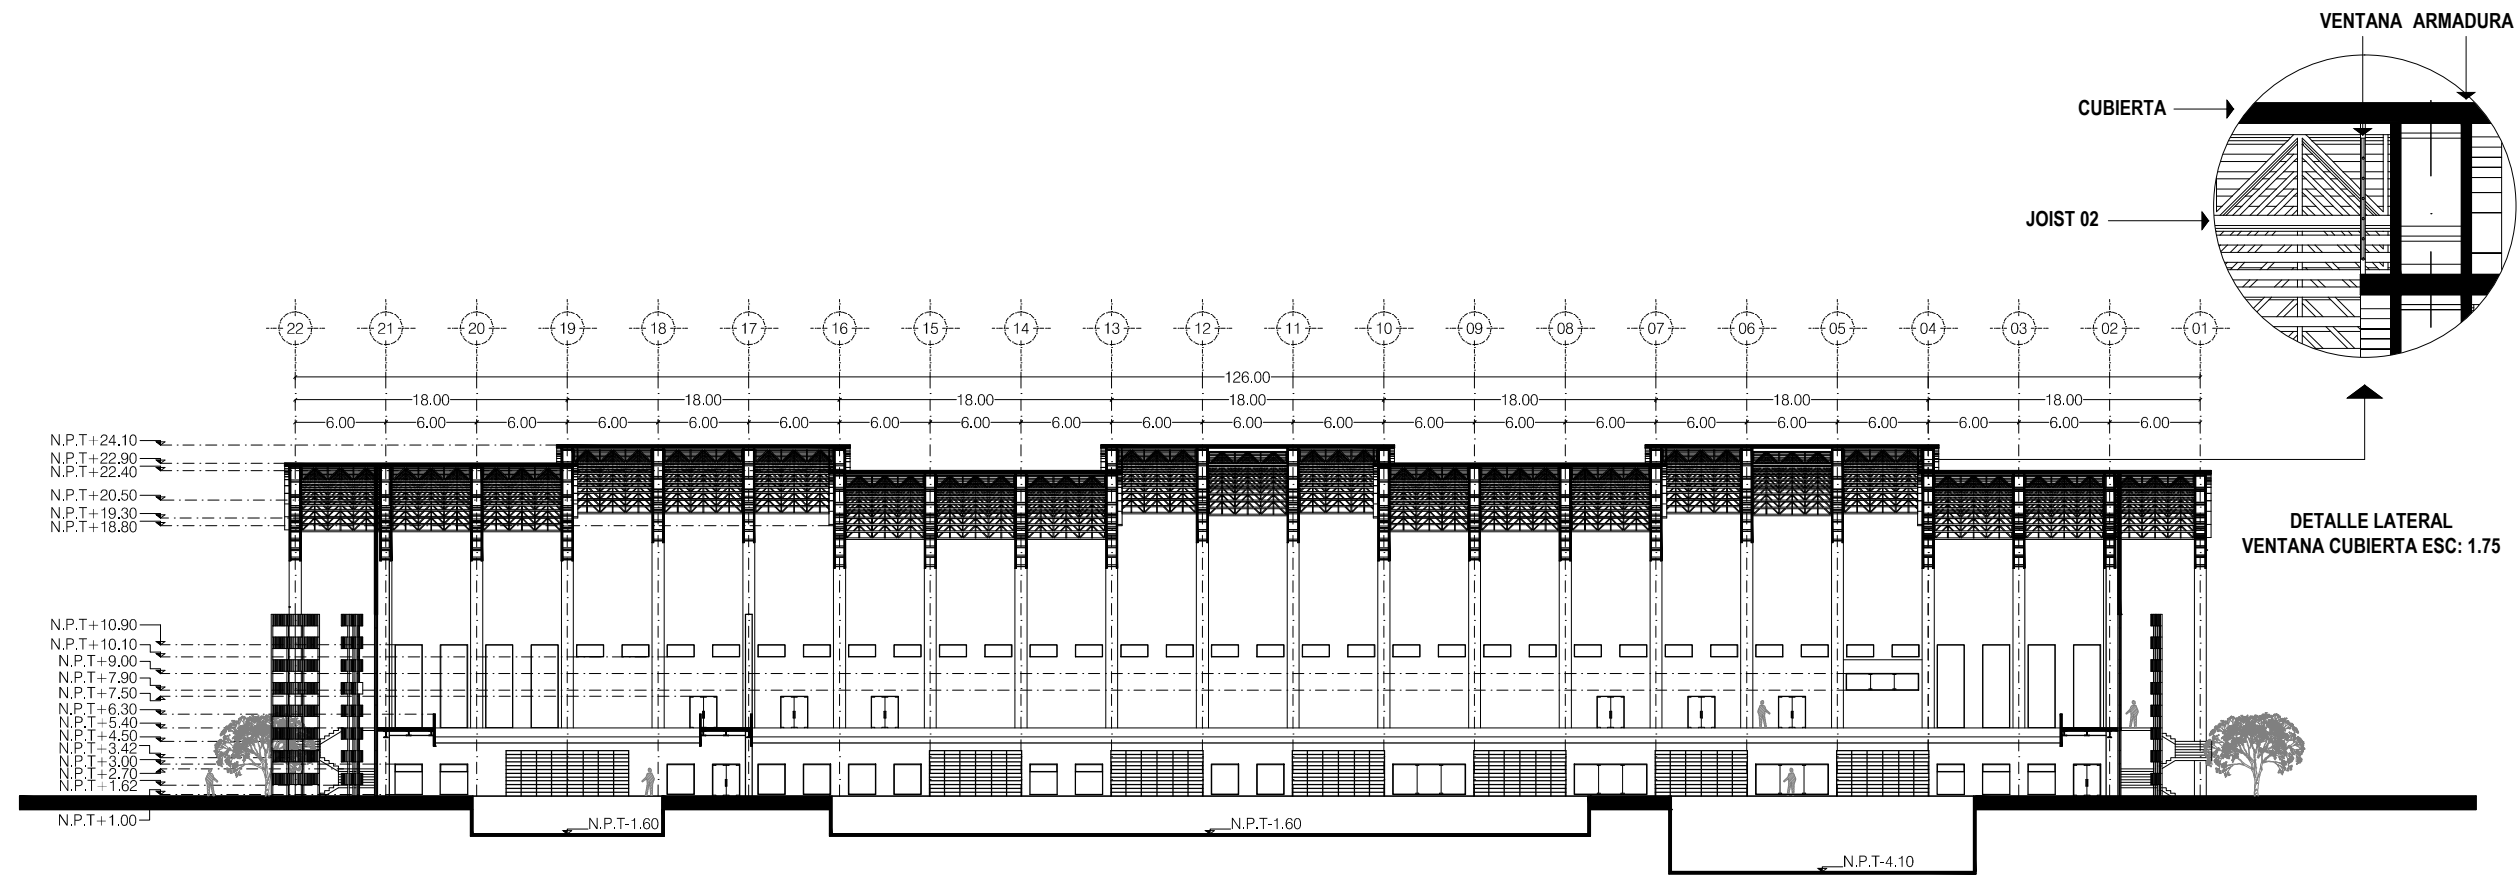 VENTANA ARMADURA
CUBIERTA
JOIST 02
22 21 20 19 18 17 16 15 14 13 12 11 10 09 08 07 06 05 04 03 02 01
126.00
18.00 18.00 18.00 18.00 18.00 18.00 18.00
6.00 6.00 6.00 6.00 6.00 6.00 6.00 6.00 6.00 6.00 6.00 6.00 6.00 6.00 6.00 6.00 6.00 6.00 6.00 6.00 6.00
N.P.T+24.10
N.P.T+22.90
N.P.T+22.40
N.P.T+20.50
N.P.T+19.30
N.P.T+18.80
DETALLE LATERAL
VENTANA CUBIERTA ESC: 1.75
N.P.T+10.90
N.P.T+10.10
N.P.T+9.00
N.P.T+7.90
N.P.T+7.50
N.P.T+6.30
N.P.T+5.40
N.P.T+4.50
N.P.T+3.42
N.P.T+3.00
N.P.T+2.70
N.P.T+1.62
N.P.T+1.00
N.P.T-1.60
N.P.T-1.60
N.P.T-4.10